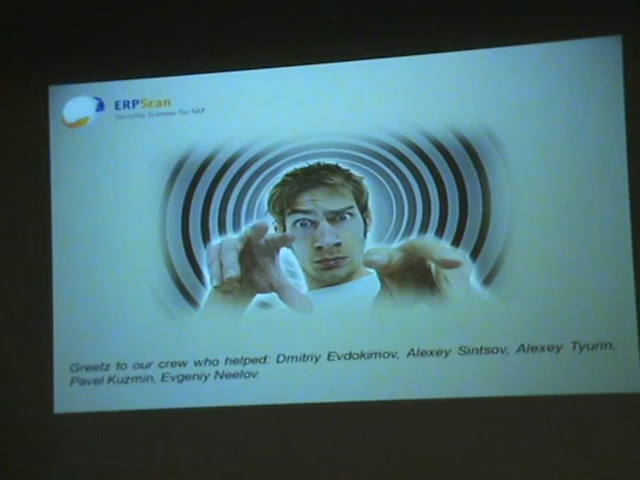 ERPScan
Security Scanner for SAP
Greetz to our crew who helped: Dmitriy Evdokimov, Alexey Sintsov, Alexey Tyurin,
Pavel Kuzmin, Evgeniy Neelov.